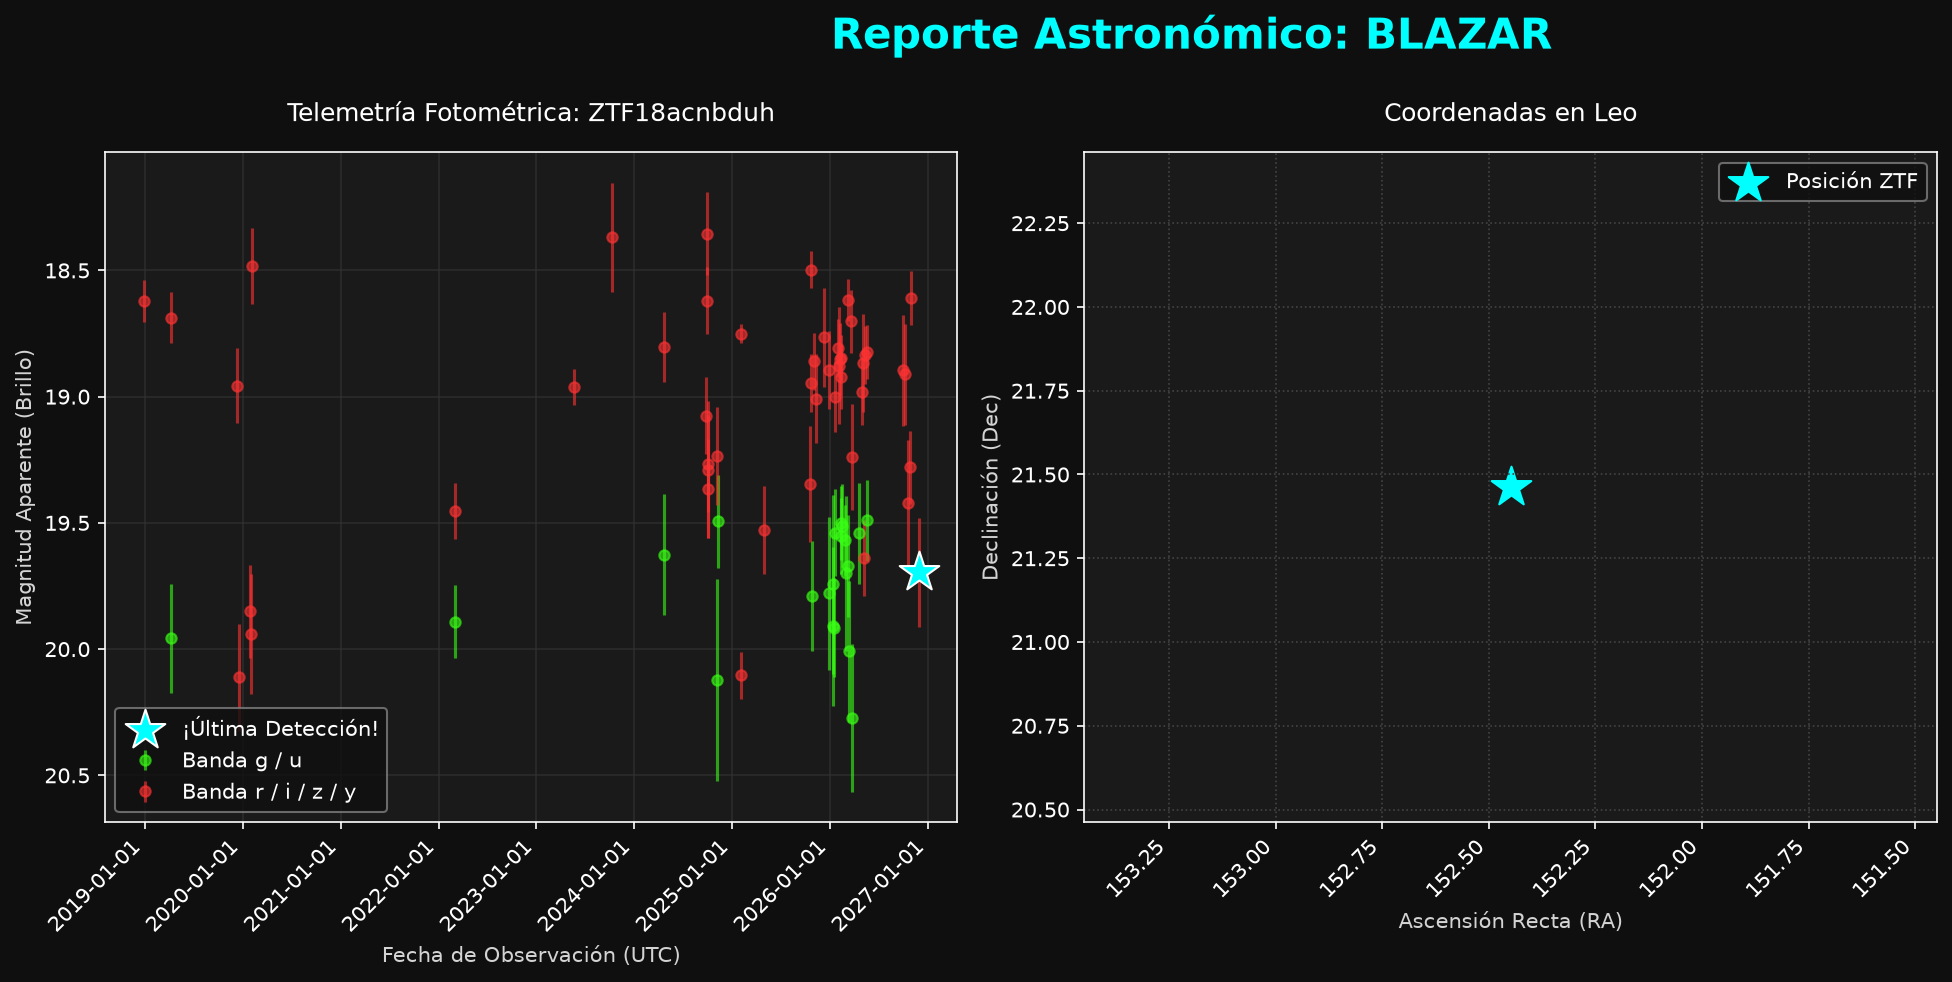 Reporte Astronómico: BLAZAR
Telemetría Fotométrica: ZTF18acnbduh
Magnitud Aparente (Brillo)
18.5
19.0
19.5
20.0
20.5
¡Última Detección!
Banda g / u
Banda r / i / z / y
2019-01-01
2020-01-01
2021-01-01
2022-01-01
2023-01-01
2024-01-01
2025-01-01
2026-01-01
2027-01-01
Fecha de Observación (UTC)
Coordenadas en Leo
Posición ZTF
Declinación (Dec)
22.25
22.00
21.75
21.50
21.25
21.00
20.75
20.50
153.25
153.00
152.75
152.50
152.25
152.00
151.75
151.50
Ascensión Recta (RA)